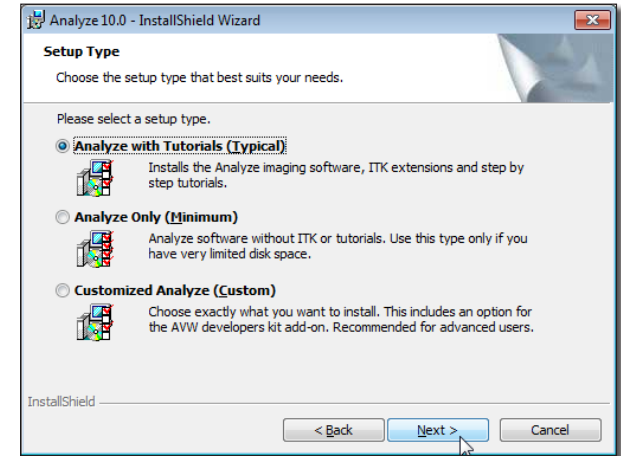 Analyze 10.0 - InstallShield Wizard
Setup Type
Choose the setup type that best suits your needs.
Please select a setup type.
Analyze with Tutorials (Typical)
Installs the Analyze imaging software, ITK extensions and step by
step tutorials.
Analyze Only (Minimum)
Analyze software without ITK or tutorials. Use this type only if you
have very limited disk space.
Customized Analyze (Custom)
Choose exactly what you want to install. This includes an option for
the AVW developers kit add-on. Recommended for advanced users.
InstallShield
< Back Next > Cancel